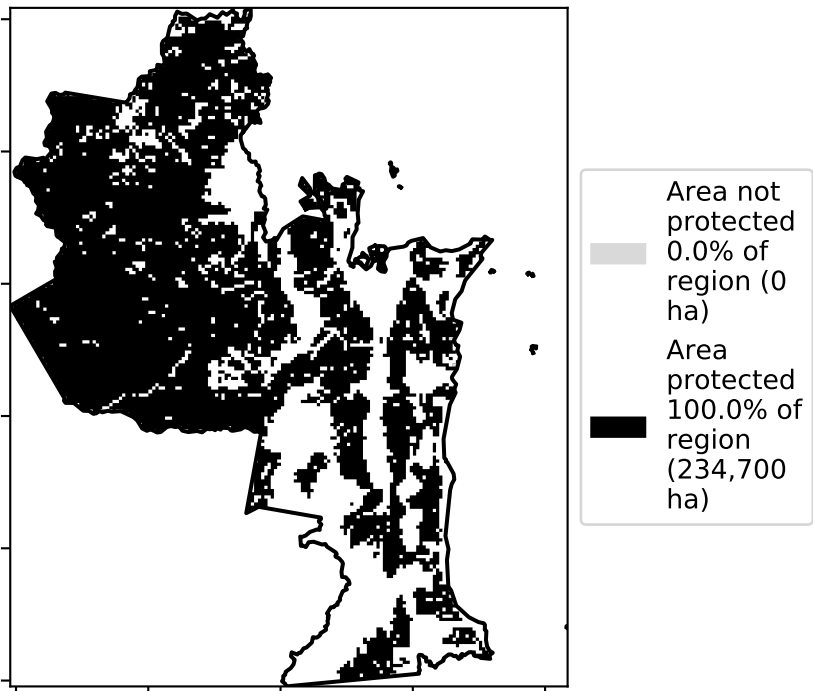 Area not
protected
0.0% of
region (0
ha)
Area
protected
100.0% of
region
(234,700
ha)